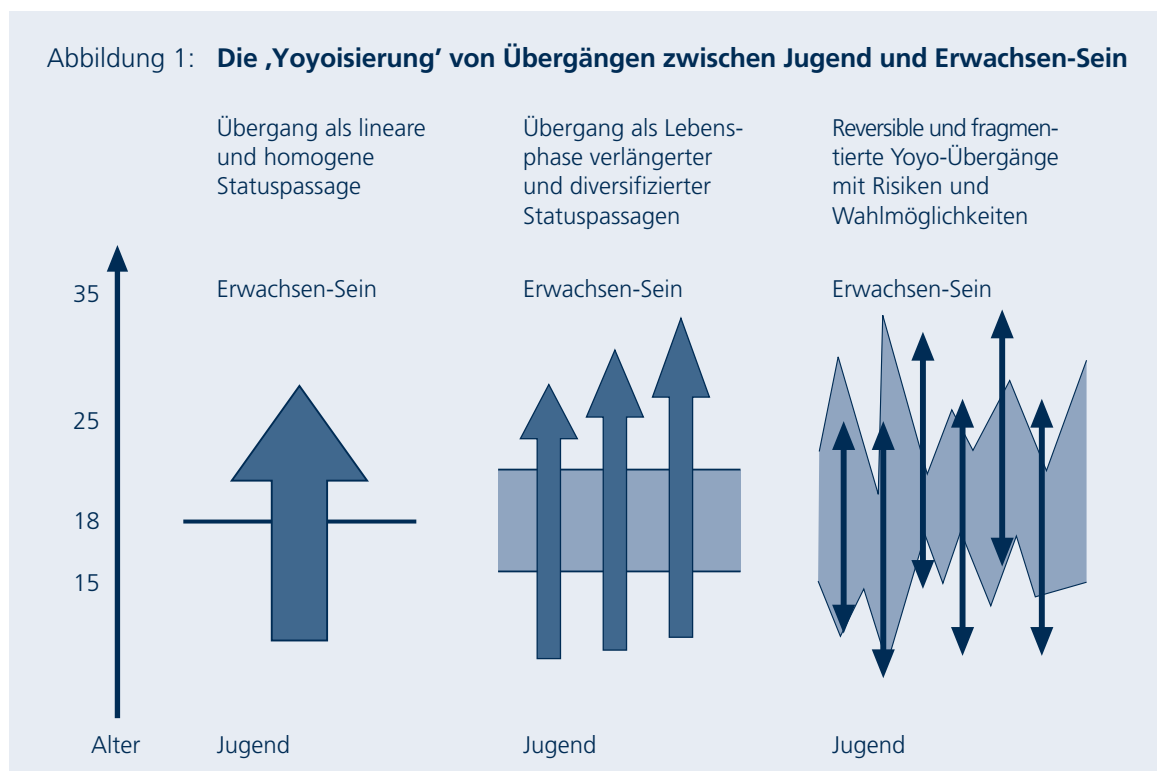 Abbildung 1: Die ‚Yoyoisierung’ von Übergängen zwischen Jugend und Erwachsen-Sein
Übergang als lineare
und homogene
Statuspassage
Übergang als Lebens-
phase verlängerter
und diversifizierter
Statuspassagen
Reversible und fragmen-
tierte Yoyo-Übergänge
mit Risiken und
Wahlmöglichkeiten
35
25
18
15
Alter
Erwachsen-Sein
Erwachsen-Sein
Erwachsen-Sein
Jugend
Jugend
Jugend